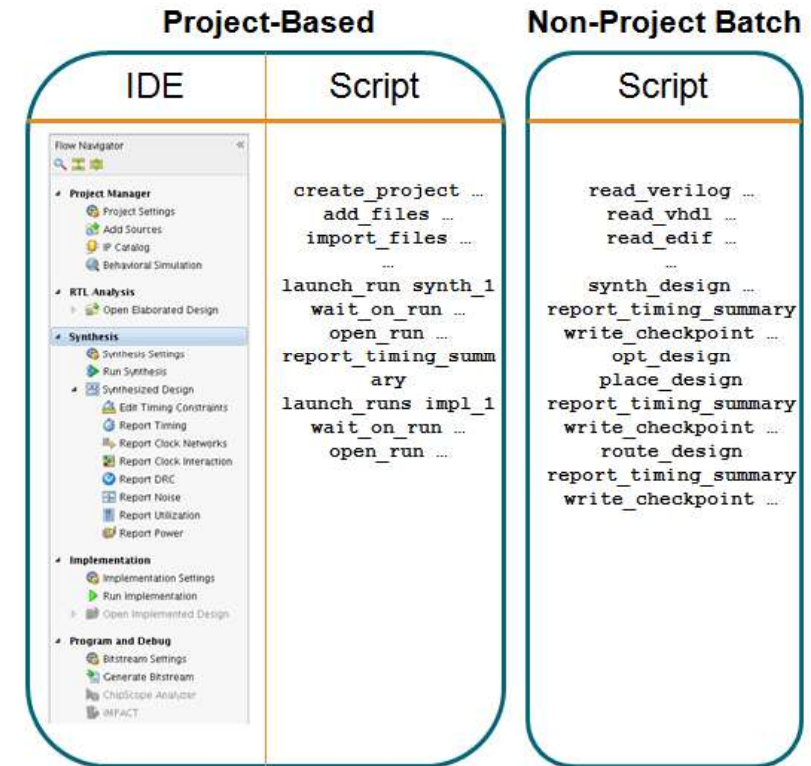 Project-Based
Non-Project Batch
IDE
Script
Script
Flow Navigator
Project Manager
Project Settings
Add Sources
IP Catalog
Behavioral Simulation
RTL Analysis
Open Elaborated Design
Synthesis
Synthesis Settings
Run Synthesis
Synthesized Design
Edit Timing Constraints
Report Timing
Report Clock Networks
Report Clock Interaction
Report DRC
Report Noise
Report Utilization
Report Power
Implementation
Implementation Settings
Run Implementation
Open Implemented Design
Program and Debug
Bitstream Settings
Generate Bitstream
ChipScope Analyzer
iMPACT
create_project …
add_files …
import_files …
…
launch_run synth_1
wait_on_run …
open_run …
report_timing_summ
ary
launch_runs impl_1
wait_on_run …
open_run …
read_verilog …
read_vhdl …
read_edif …
…
synth_design …
report_timing_summary
write_checkpoint …
opt_design
place_design
report_timing_summary
write_checkpoint …
route_design
report_timing_summary
write_checkpoint …